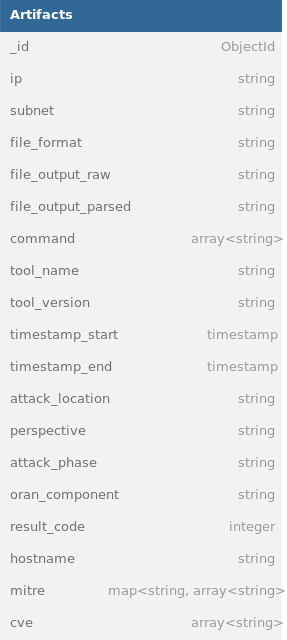 Artifacts
_id ObjectId
ip string
subnet string
file_format string
file_output_raw string
file_output_parsed string
command array<string>
tool_name string
tool_version string
timestamp_start timestamp
timestamp_end timestamp
attack_location string
perspective string
attack_phase string
oran_component string
result_code integer
hostname string
mitre map<string, array<string>
cve array<string>